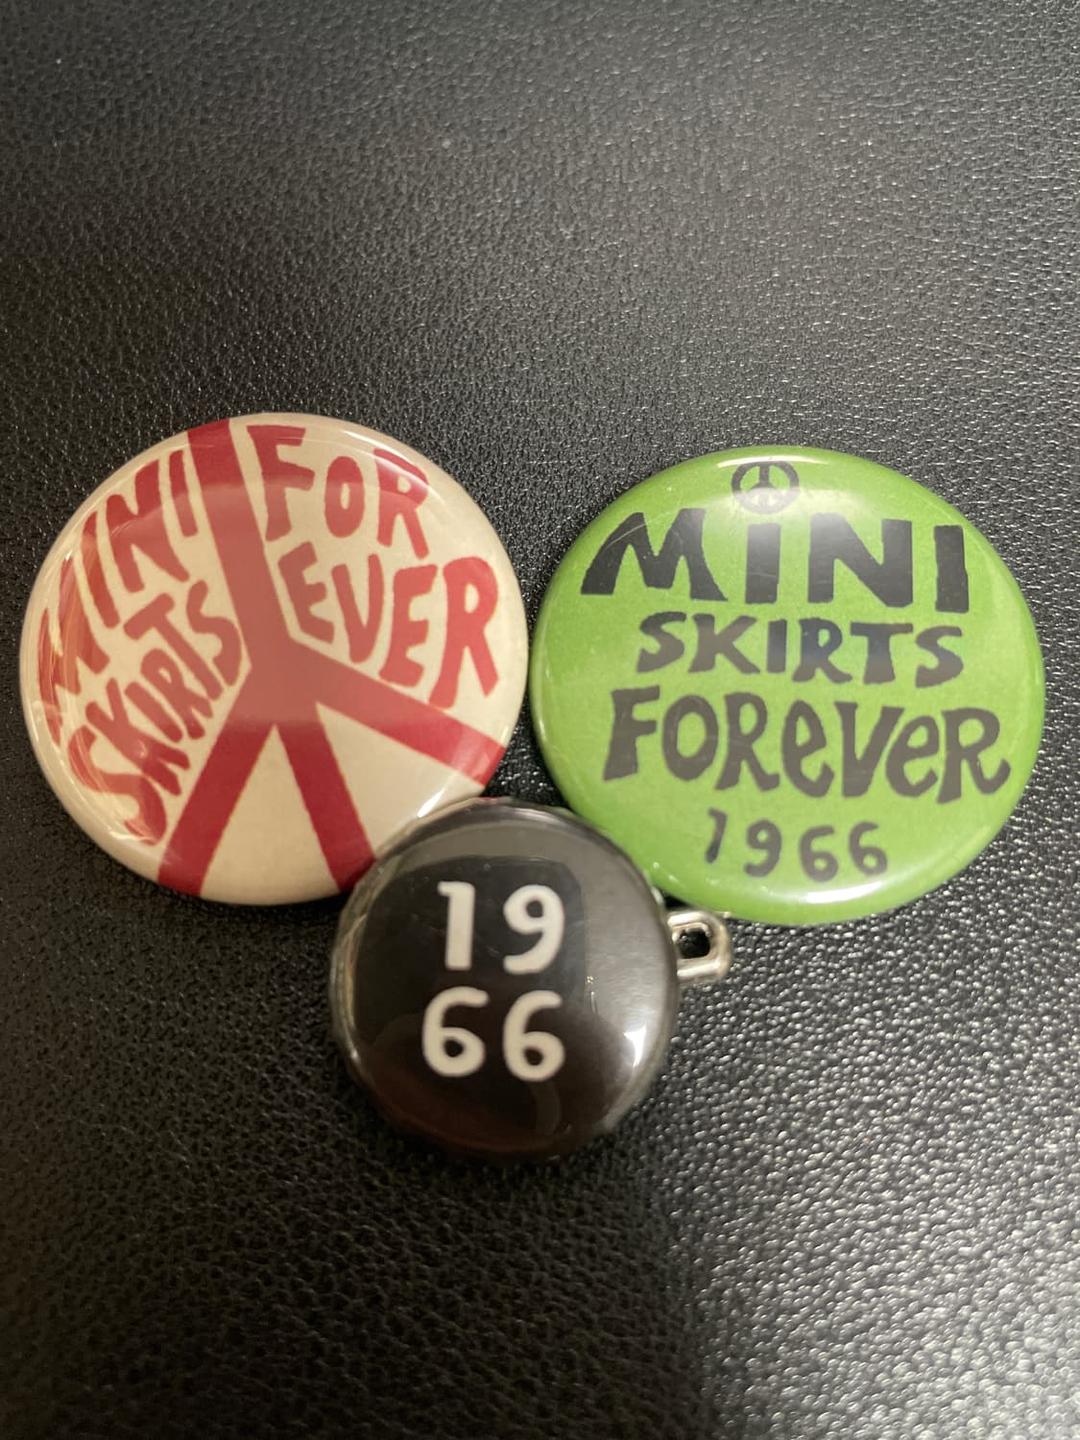 MINI
SKIRTS
FOR
EVER
MiNI
SKIRTS
FOReVeR
1966
19
66